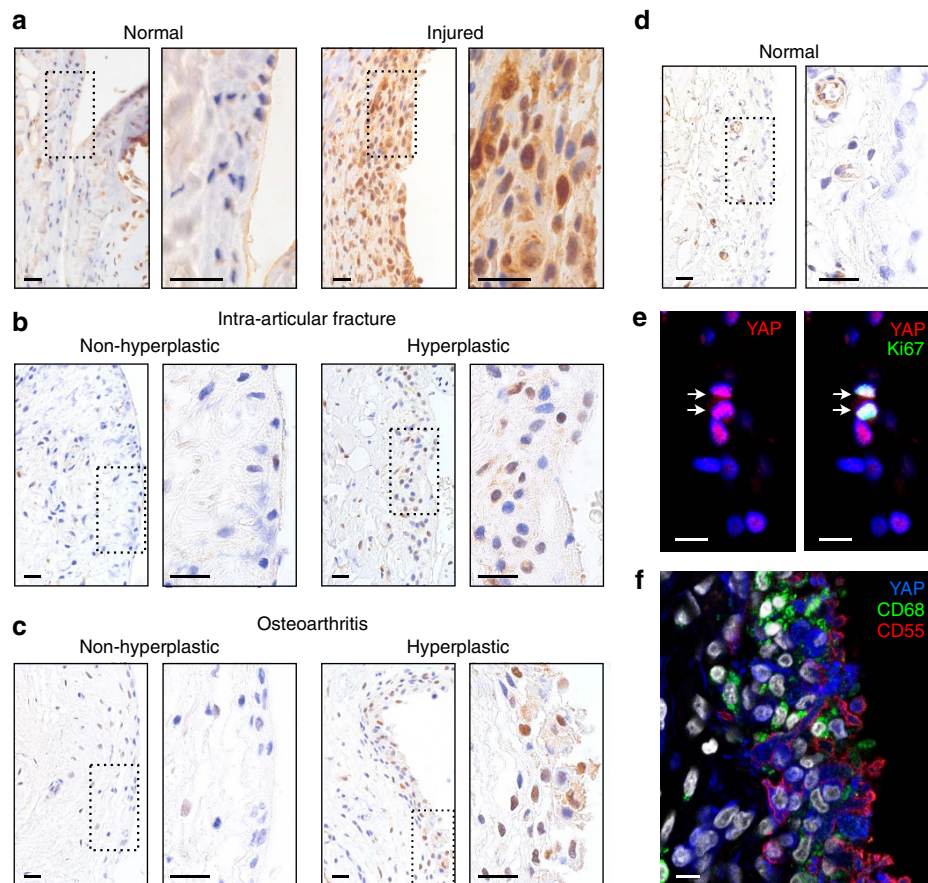 a
Normal
Injured
b
Intra-articular fracture
Non-hyperplastic
Hyperplastic
c
Osteoarthritis
Non-hyperplastic
Hyperplastic
d
Normal
e
YAP
YAP
Ki67
f
YAP
CD68
CD55